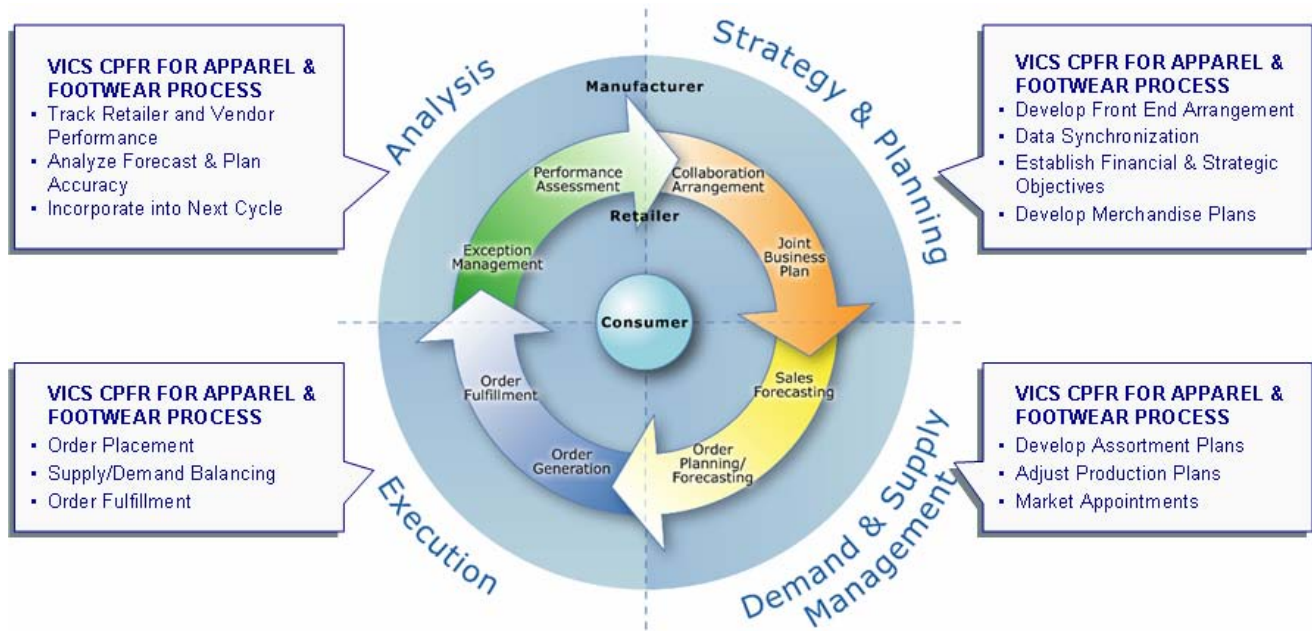 VICS CPFR FOR APPAREL &
FOOTWEAR PROCESS
▪ Track Retailer and Vendor
Performance
▪ Analyze Forecast & Plan
Accuracy
▪ Incorporate into Next Cycle
Analysis
Strategy & Planning
VICS CPFR FOR APPAREL &
FOOTWEAR PROCESS
▪ Develop Front End Arrangement
▪ Data Synchronization
▪ Establish Financial & Strategic
Objectives
▪ Develop Merchandise Plans
Manufacturer
Performance
Assessment
Collaboration
Arrangement
Retailer
Exception
Management
Joint
Business
Plan
Consumer
Order
Fulfillment
Sales
Forecasting
Order
Generation
Order
Planning/
Forecasting
VICS CPFR FOR APPAREL &
FOOTWEAR PROCESS
▪ Order Placement
▪ Supply/Demand Balancing
▪ Order Fulfillment
Execution
Demand & Supply
Management
VICS CPFR FOR APPAREL &
FOOTWEAR PROCESS
▪ Develop Assortment Plans
▪ Adjust Production Plans
▪ Market Appointments